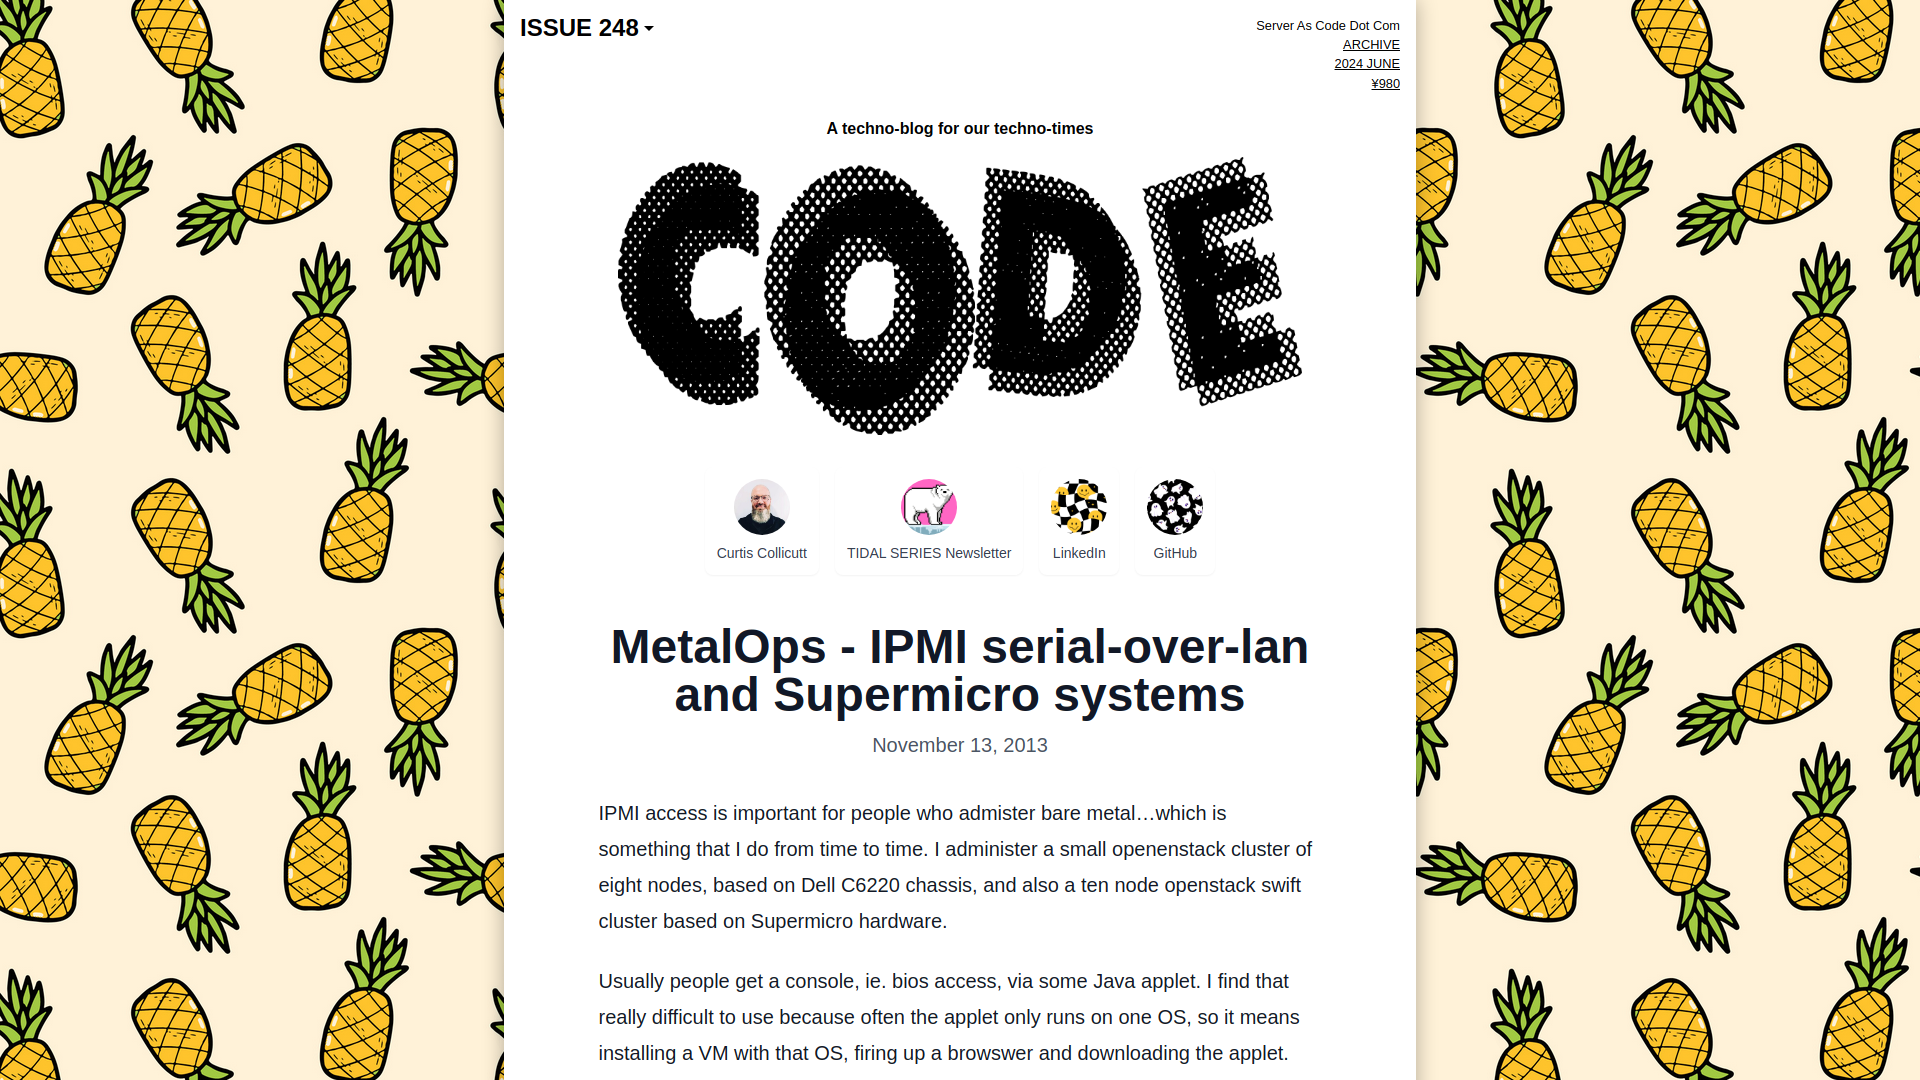 ISSUE 248
Server As Code Dot Com
ARCHIVE
2024 JUNE
¥980
A techno-blog for our techno-times
CODE
Curtis Collicutt
TIDAL SERIES Newsletter
LinkedIn
GitHub
MetalOps - IPMI serial-over-lan
and Supermicro systems
November 13, 2013
IPMI access is important for people who admister bare metal…which is
something that I do from time to time. I administer a small openenstack cluster of
eight nodes, based on Dell C6220 chassis, and also a ten node openstack swift
cluster based on Supermicro hardware.
Usually people get a console, ie. bios access, via some Java applet. I find that
really difficult to use because often the applet only runs on one OS, so it means
installing a VM with that OS, firing up a browswer and downloading the applet.